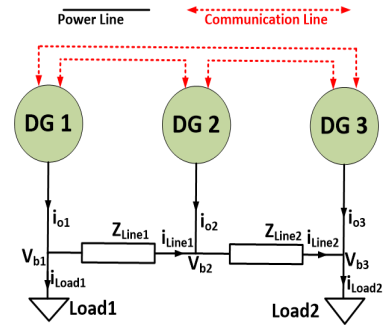 Power Line
Communication Line
DG 1
DG 2
DG 3
io1
io2
io3
ZLine1
iLine1
ZLine2
iLine2
Vb1
Vb2
Vb3
iLoad1
iLoad2
Load1
Load2